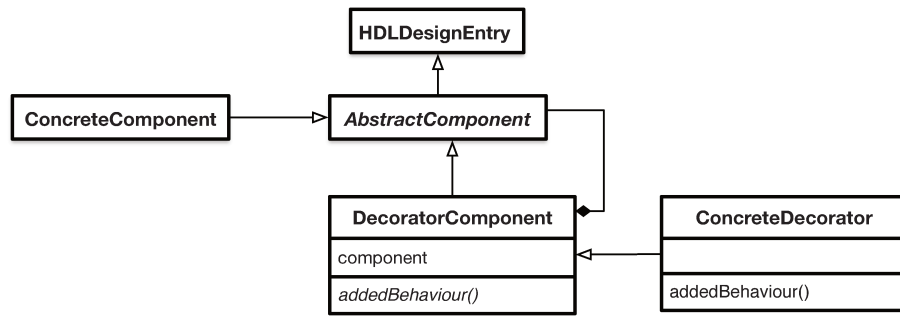 HDLDesignEntry
ConcreteComponent
AbstractComponent
DecoratorComponent
component
addedBehaviour()
ConcreteDecorator
addedBehaviour()